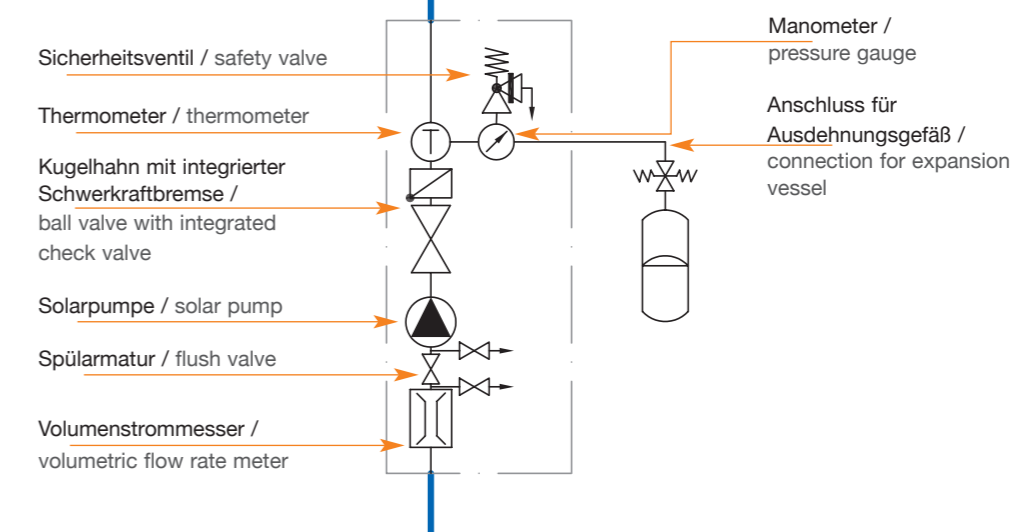 Sicherheitsventil / safety valve
Thermometer / thermometer
Kugelhahn mit integrierter
Schwerkraftbremse /
ball valve with integrated
check valve
Solarpumpe / solar pump
Spülarmatur / flush valve
Volumenstrommesser /
volumetric flow rate meter
T
Manometer /
pressure gauge
Anschluss für
Ausdehnungsgefäß /
connection for expansion
vessel